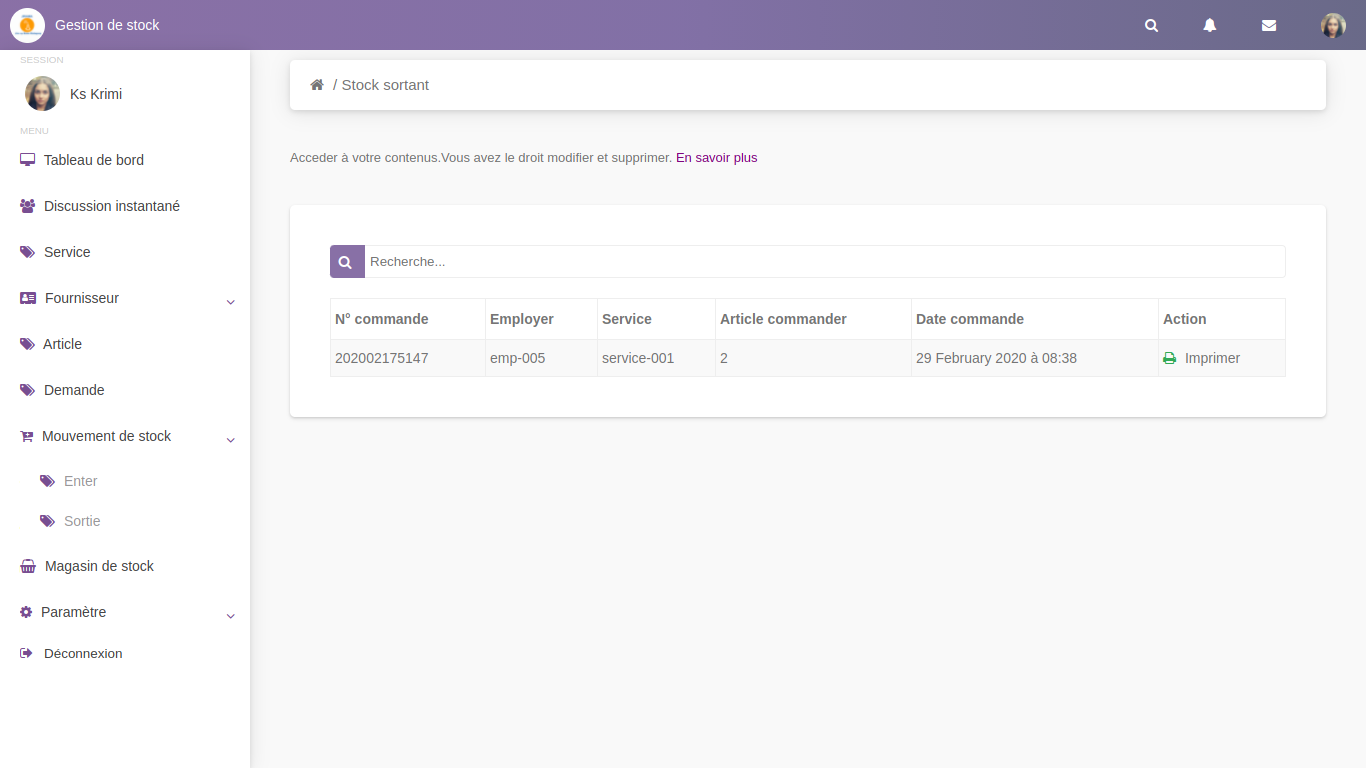 Gestion de stock
SESSION
Ks Krimi
MENU
Tableau de bord
Discussion instantané
Service
Fournisseur
Article
Demande
Mouvement de stock
Enter
Sortie
Magasin de stock
Paramètre
Déconnexion
/ Stock sortant
Acceder à votre contenus.Vous avez le droit modifier et supprimer. En savoir plus
Recherche...
N° commande Employer Service Article commander Date commande Action
202002175147 emp-005 service-001 2 29 February 2020 à 08:38 Imprimer